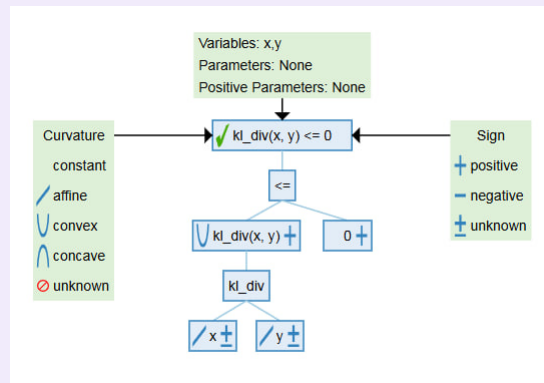 Variables: x,y
Parameters: None
Positive Parameters: None
Curvature
constant
affine
convex
concave
unknown
kl_div(x, y) <= 0
Sign
positive
negative
unknown
<=
kl_div(x, y)
0
kl_div
x
y